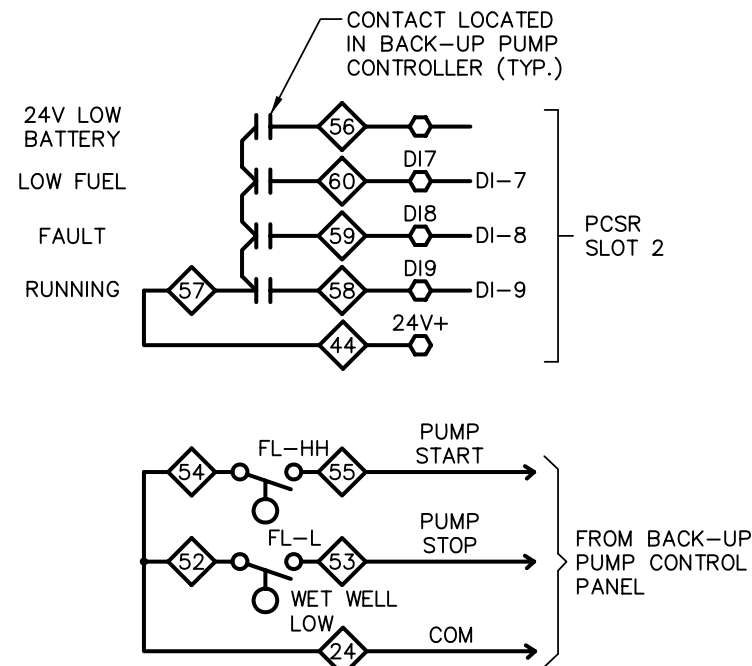 CONTACT LOCATED
IN BACK-UP PUMP
CONTROLLER (TYP.)
24V LOW
BATTERY
56
LOW FUEL
60
DI7
DI-7
FAULT
59
DI8
DI-8
PCSR
SLOT 2
RUNNING
57
58
DI9
DI-9
44
24V+
54
FL-HH
55
PUMP
START
52
FL-L
53
PUMP
STOP
WET WELL
LOW
24
COM
FROM BACK-UP
PUMP CONTROL
PANEL